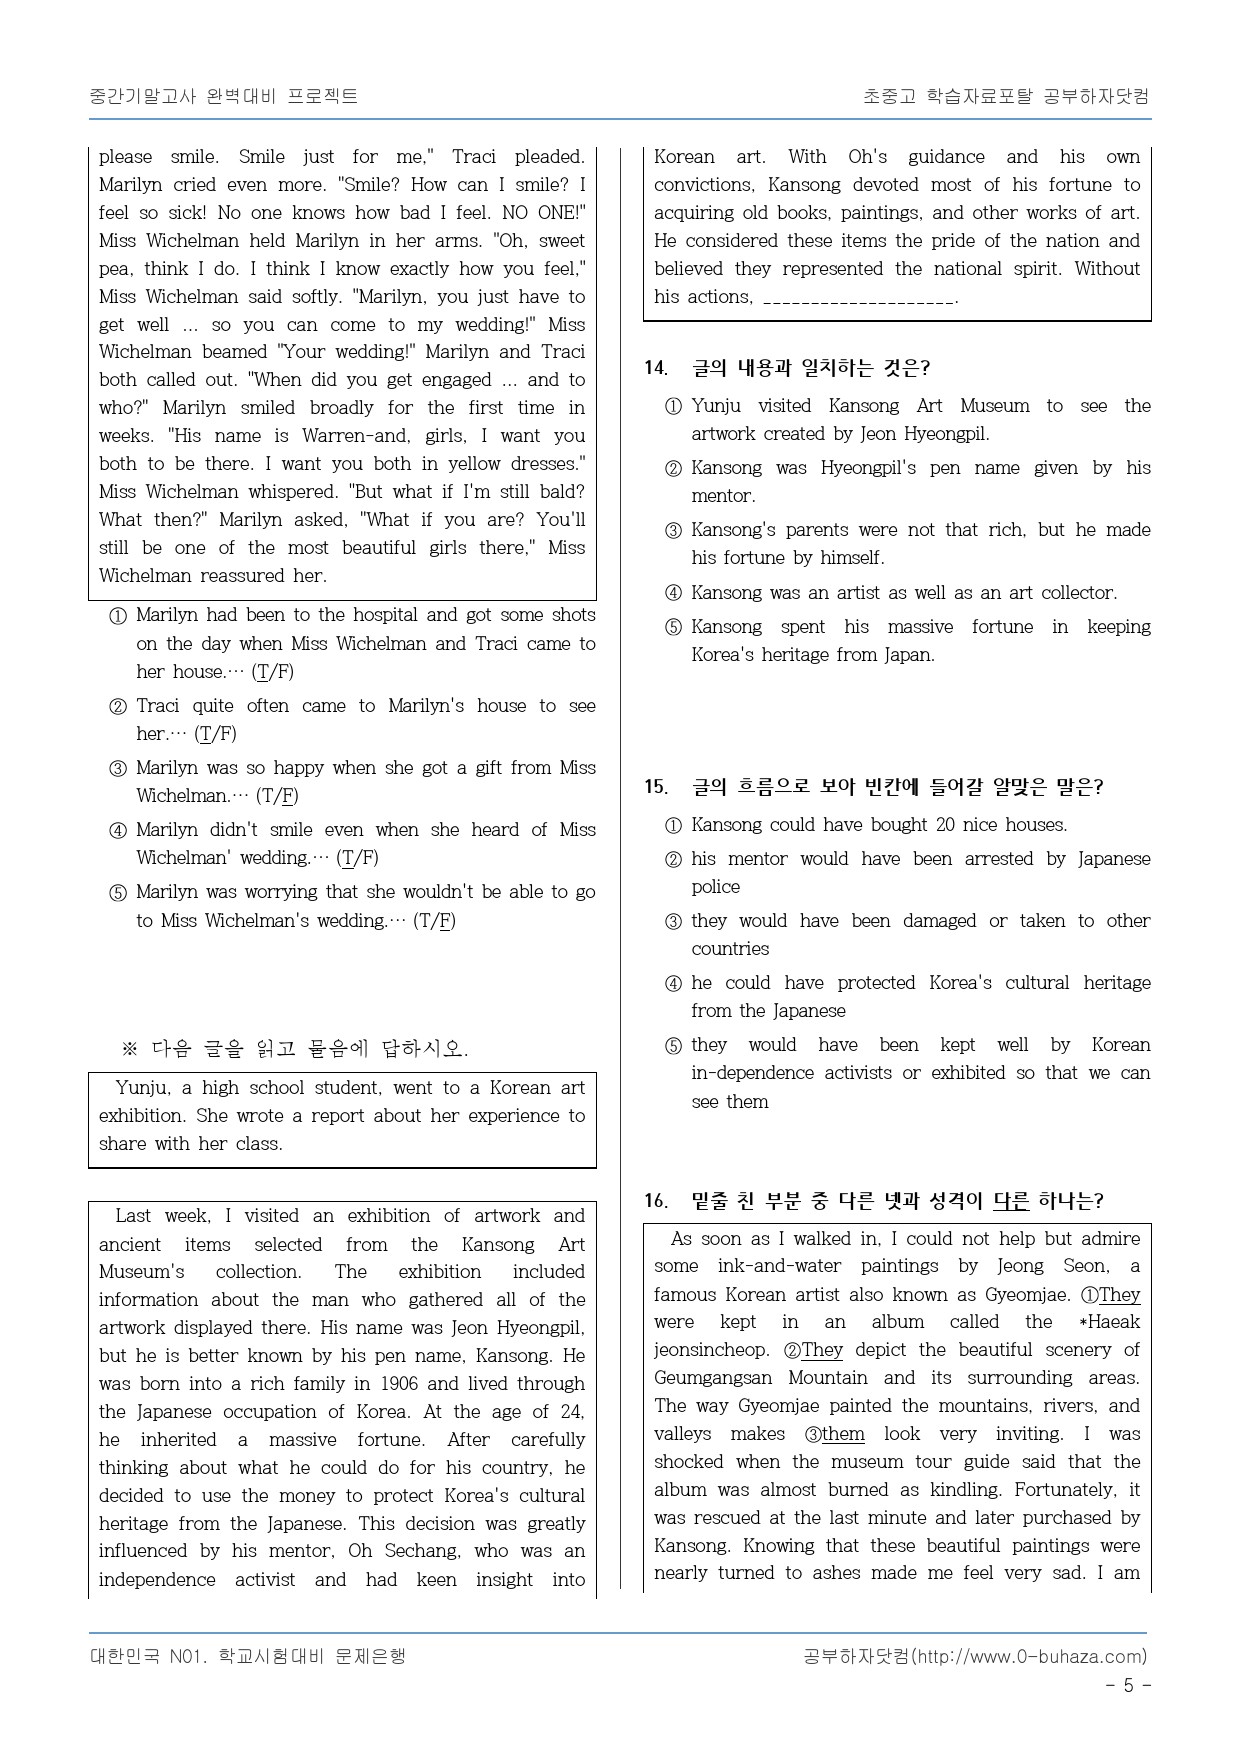 중간기말고사 완벽대비 프로젝트
초중고 학습자료포탈 공부하자닷컴
please smile. Smile just for me," Traci pleaded.
Marilyn cried even more. "Smile? How can I smile? I
feel so sick! No one knows how bad I feel. NO ONE!"
Miss Wichelman held Marilyn in her arms. "Oh, sweet
pea, think I do. I think I know exactly how you feel,"
Miss Wichelman said softly. "Marilyn, you just have to
get well ... so you can come to my wedding!" Miss
Wichelman beamed "Your wedding!" Marilyn and Traci
both called out. "When did you get engaged ... and to
who?" Marilyn smiled broadly for the first time in
weeks. "His name is Warren-and, girls, I want you
both to be there. I want you both in yellow dresses."
Miss Wichelman whispered. "But what if I'm still bald?
What then?" Marilyn asked, "What if you are? You'll
still be one of the most beautiful girls there," Miss
Wichelman reassured her.
① Marilyn had been to the hospital and got some shots
on the day when Miss Wichelman and Traci came to
her house.… (T/F)
② Traci quite often came to Marilyn's house to see
her.… (T/F)
③ Marilyn was so happy when she got a gift from Miss
Wichelman.… (T/F)
④ Marilyn didn't smile even when she heard of Miss
Wichelman' wedding.… (T/F)
⑤ Marilyn was worrying that she wouldn't be able to go
to Miss Wichelman's wedding.… (T/F)
※ 다음 글을 읽고 물음에 답하시오.
Yunju, a high school student, went to a Korean art
exhibition. She wrote a report about her experience to
share with her class.
Last week, I visited an exhibition of artwork and
ancient items selected from the Kansong Art
Museum's collection. The exhibition included
information about the man who gathered all of the
artwork displayed there. His name was Jeon Hyeongpil,
but he is better known by his pen name, Kansong. He
was born into a rich family in 1906 and lived through
the Japanese occupation of Korea. At the age of 24,
he inherited a massive fortune. After carefully
thinking about what he could do for his country, he
decided to use the money to protect Korea's cultural
heritage from the Japanese. This decision was greatly
influenced by his mentor, Oh Sechang, who was an
independence activist and had keen insight into
Korean art. With Oh's guidance and his own
convictions, Kansong devoted most of his fortune to
acquiring old books, paintings, and other works of art.
He considered these items the pride of the nation and
believed they represented the national spirit. Without
his actions, ____________________.
14. 글의 내용과 일치하는 것은?
① Yunju visited Kansong Art Museum to see the
artwork created by Jeon Hyeongpil.
② Kansong was Hyeongpil's pen name given by his
mentor.
③ Kansong's parents were not that rich, but he made
his fortune by himself.
④ Kansong was an artist as well as an art collector.
⑤ Kansong spent his massive fortune in keeping
Korea's heritage from Japan.
15. 글의 흐름으로 보아 빈칸에 들어갈 알맞은 말은?
① Kansong could have bought 20 nice houses.
② his mentor would have been arrested by Japanese
police
③ they would have been damaged or taken to other
countries
④ he could have protected Korea's cultural heritage
from the Japanese
⑤ they would have been kept well by Korean
in-dependence activists or exhibited so that we can
see them
16. 밑줄 친 부분 중 다른 넷과 성격이 다른 하나는?
As soon as I walked in, I could not help but admire
some ink-and-water paintings by Jeong Seon, a
famous Korean artist also known as Gyeomjae. ①They
were kept in an album called the *Haeak
jeonsincheop. ②They depict the beautiful scenery of
Geumgangsan Mountain and its surrounding areas.
The way Gyeomjae painted the mountains, rivers, and
valleys makes ③them look very inviting. I was
shocked when the museum tour guide said that the
album was almost burned as kindling. Fortunately, it
was rescued at the last minute and later purchased by
Kansong. Knowing that these beautiful paintings were
nearly turned to ashes made me feel very sad. I am
대한민국 N01. 학교시험대비 문제은행
공부하자닷컴(http://www.0-buhaza.com)
- 5 -